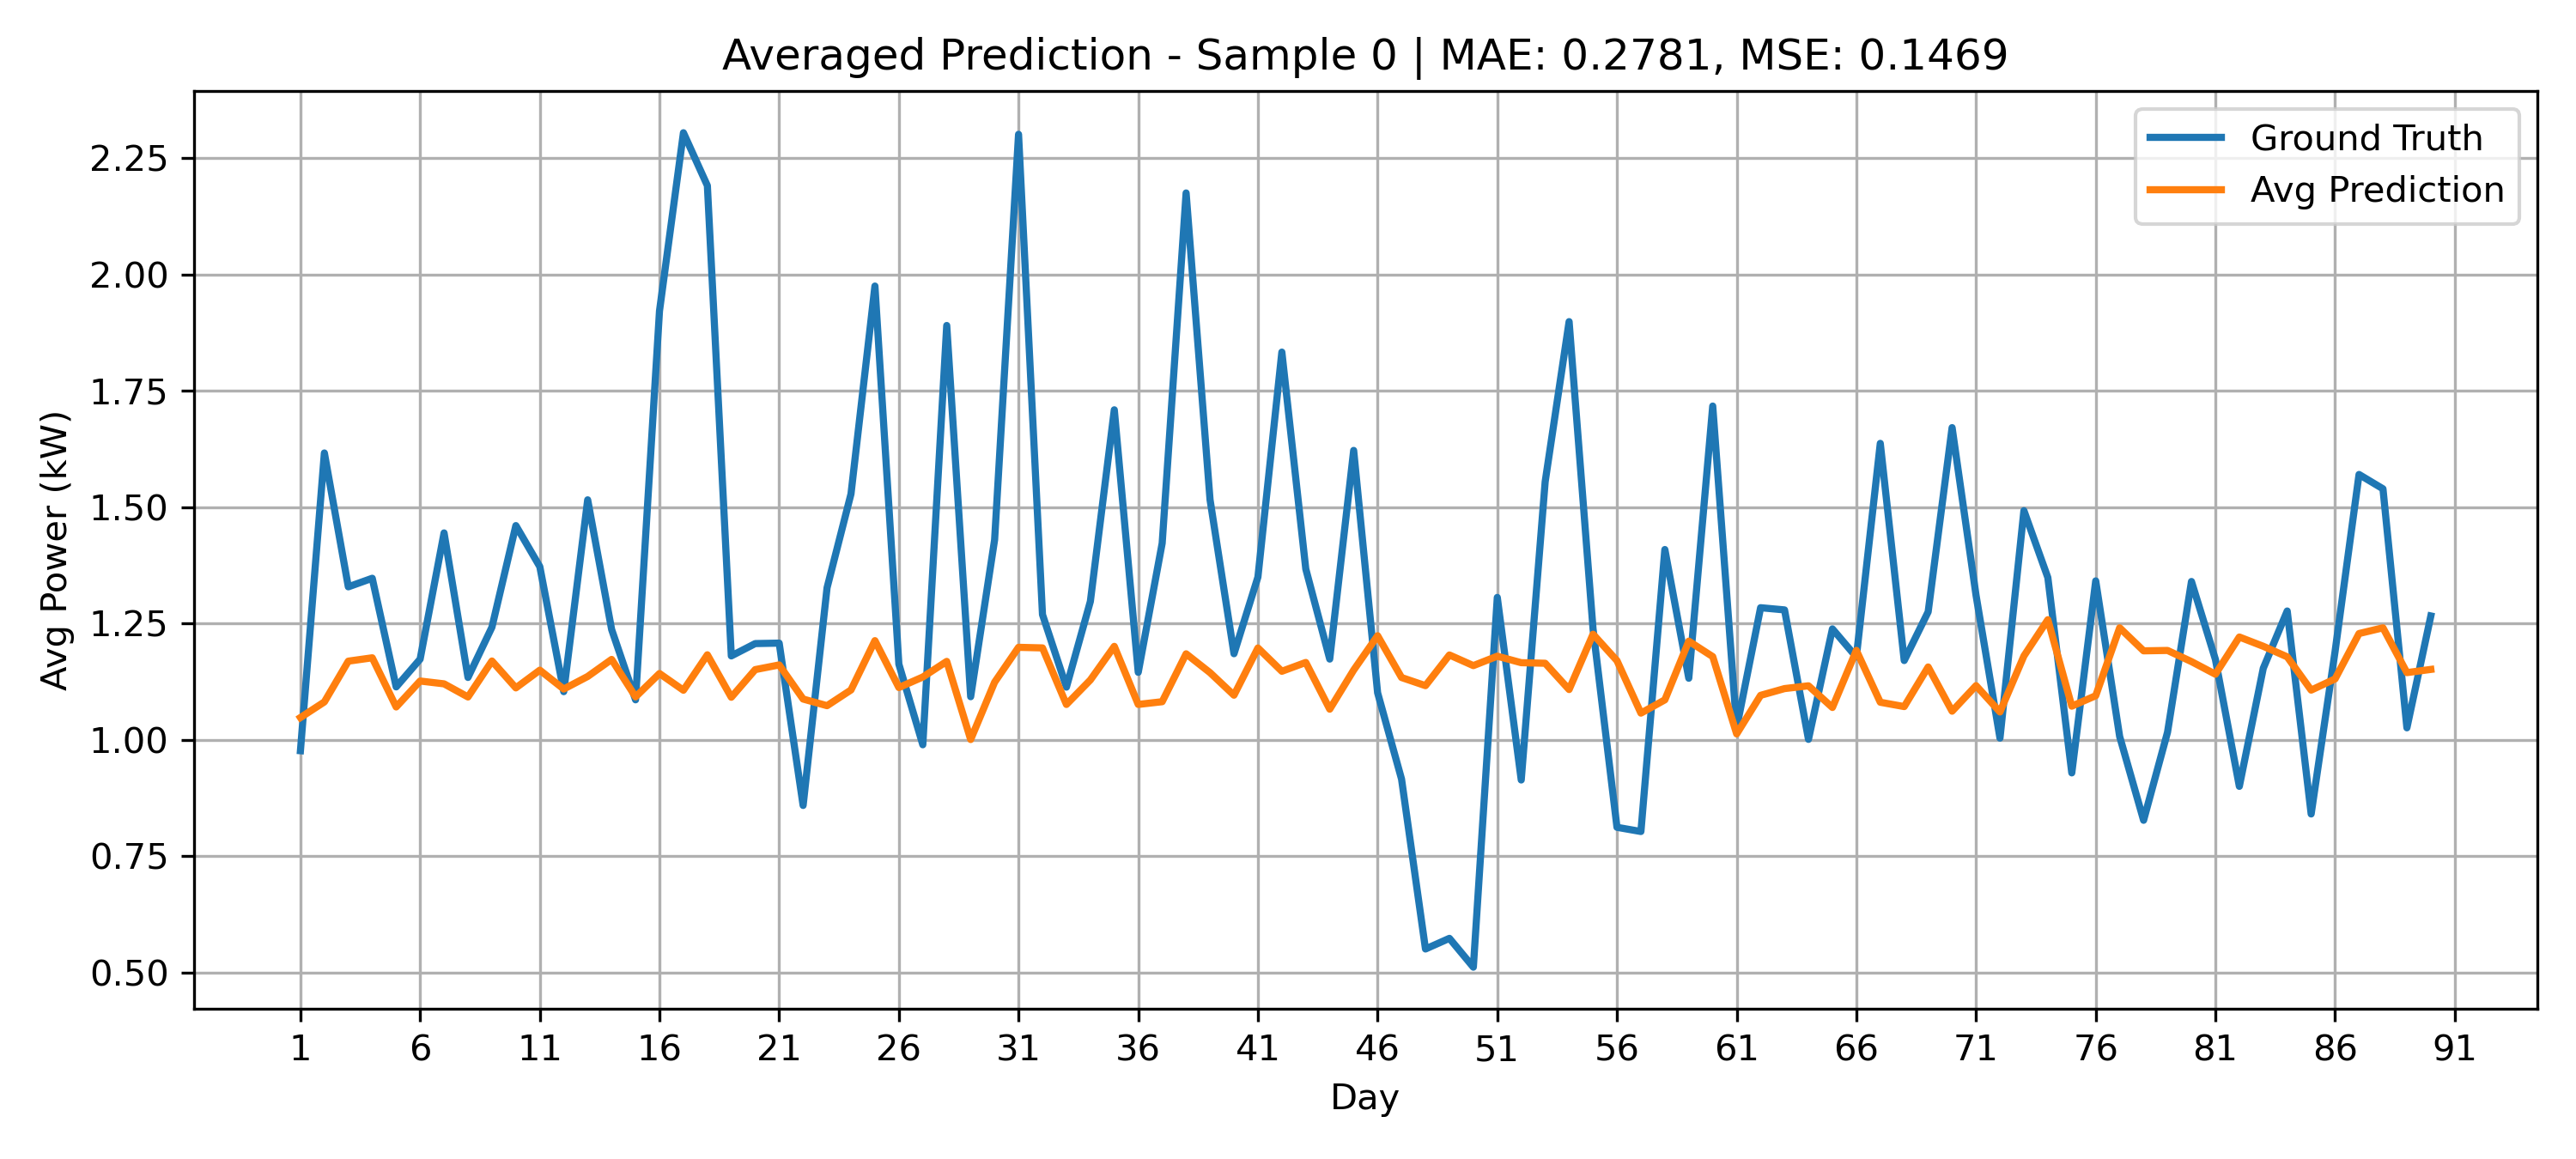 Averaged Prediction - Sample 0 | MAE: 0.2781, MSE: 0.1469
Ground Truth
Avg Prediction
Avg Power (kW)
2.25
2.00
1.75
1.50
1.25
1.00
0.75
0.50
1 6 11 16 21 26 31 36 41 46 51 56 61 66 71 76 81 86 91
Day